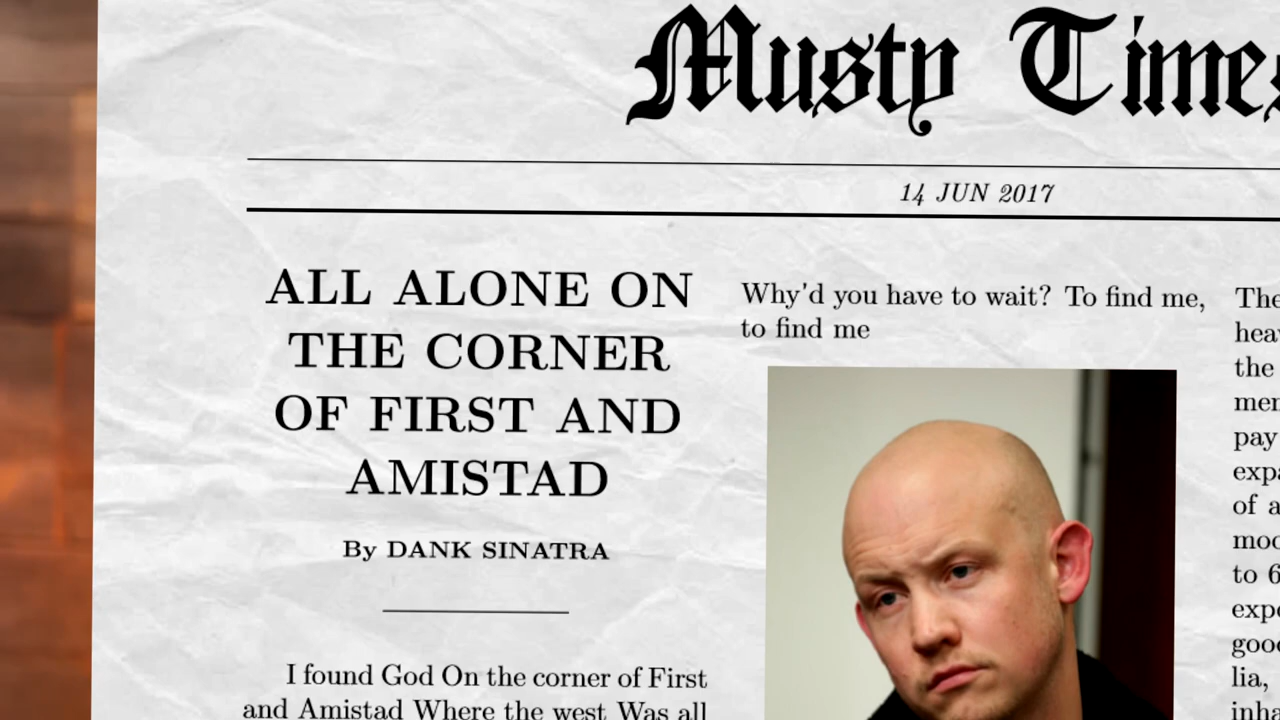 Musty Times
14 JUN 2017
ALL ALONE ON
THE CORNER
OF FIRST AND
AMISTAD
By DANK SINATRA
I found God On the corner of First
and Amistad Where the west Was all
Why'd you have to wait? To find me,
to find me
the
pay
of a
to 6
lia,